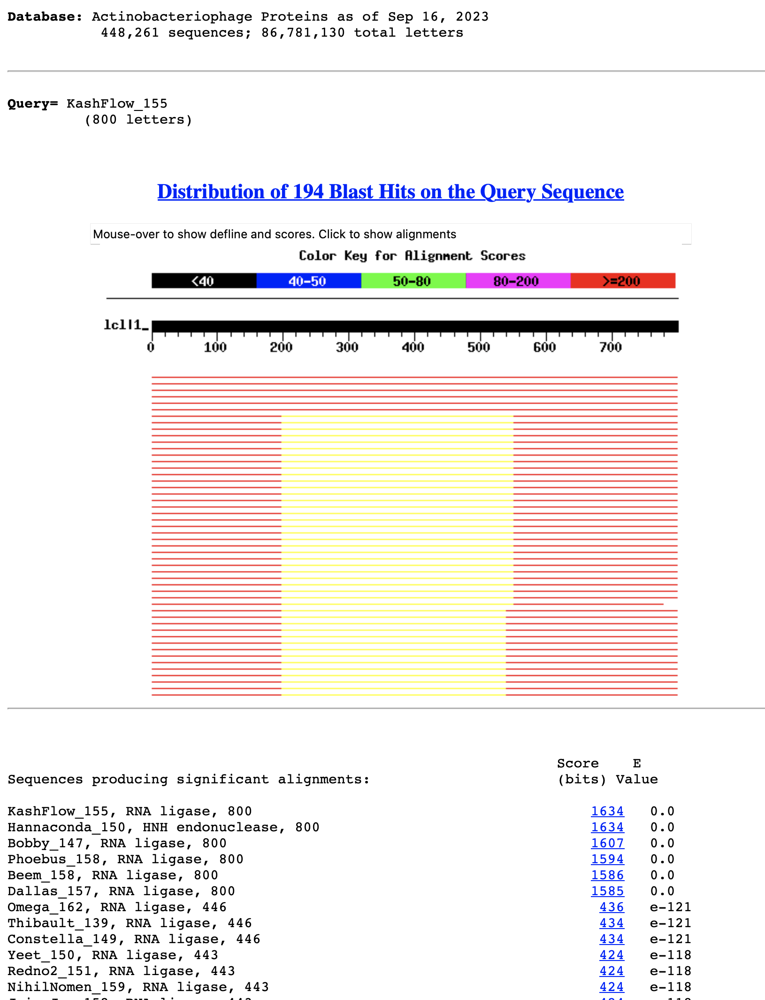 Database: Actinobacteriophage Proteins as of Sep 16, 2023
448,261 sequences; 86,781,130 total letters
Query= KashFlow_155
(800 letters)
Distribution of 194 Blast Hits on the Query Sequence
Mouse-over to show defline and scores. Click to show alignments
Color Key for Alignment Scores
<40 40-50 50-80 80-200 >=200
lcl|1_
0 100 200 300 400 500 600 700
Score E
Sequences producing significant alignments: (bits) Value
KashFlow_155, RNA ligase, 800 1634 0.0
Hannaconda_150, HNH endonuclease, 800 1634 0.0
Bobby_147, RNA ligase, 800 1607 0.0
Phoebus_158, RNA ligase, 800 1594 0.0
Beem_158, RNA ligase, 800 1586 0.0
Dallas_157, RNA ligase, 800 1585 0.0
Omega_162, RNA ligase, 446 436 e-121
Thibault_139, RNA ligase, 446 434 e-121
Constella_149, RNA ligase, 446 434 e-121
Yeet_150, RNA ligase, 443 424 e-118
Redno2_151, RNA ligase, 443 424 e-118
NihilNomen_159, RNA ligase, 443 424 e-118